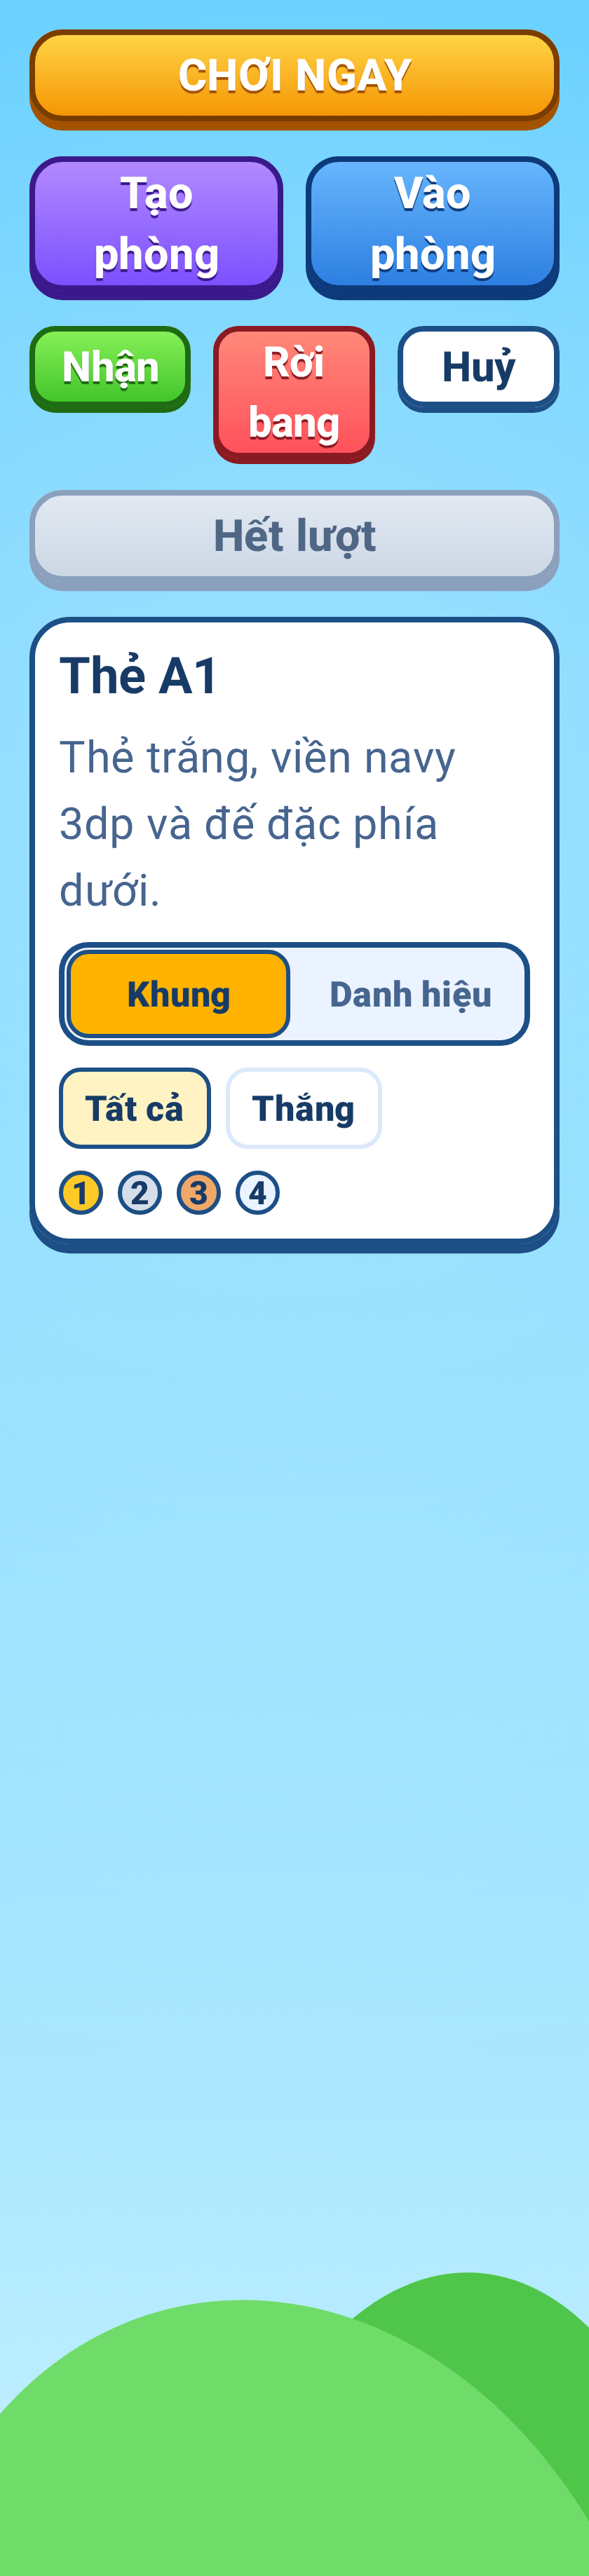 CHƠI NGAY
Tạo
phòng
Vào
phòng
Nhận
Rời
bang
Huỷ
Hết lượt
Thẻ A1
Thẻ trắng, viền navy
3dp và đế đặc phía
dưới.
Khung
Danh hiệu
Tất cả
Thắng
1
2
3
4